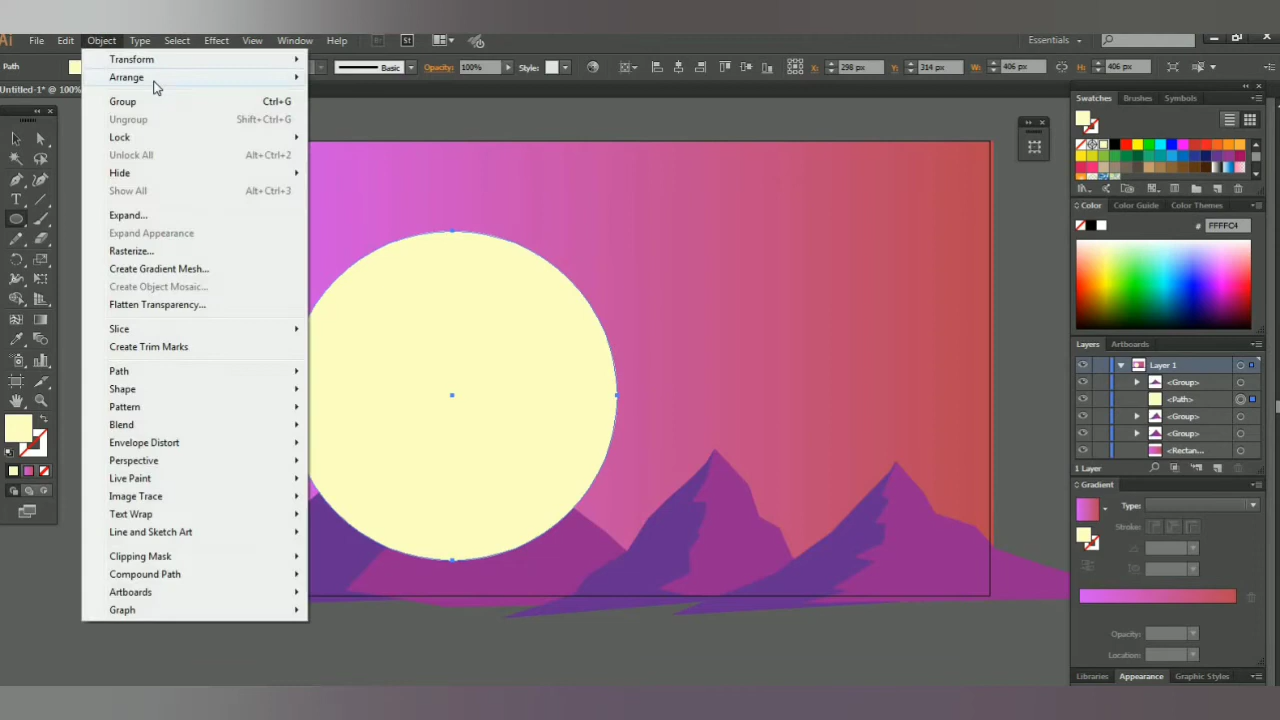 Ai File Edit Object Type Select Effect View Window Help Br St Essentials
Path Basic Opacity: 100% Style: X: 298 px Y: 314 px W: 406 px H: 406 px
Untitled-1* @ 100%
Transform
Arrange
Group Ctrl+G
Ungroup Shift+Ctrl+G
Lock
Unlock All Alt+Ctrl+2
Hide
Show All Alt+Ctrl+3
Expand...
Expand Appearance
Rasterize...
Create Gradient Mesh...
Create Object Mosaic...
Flatten Transparency...
Slice
Create Trim Marks
Path
Shape
Pattern
Blend
Envelope Distort
Perspective
Live Paint
Image Trace
Text Wrap
Line and Sketch Art
Clipping Mask
Compound Path
Artboards
Graph
Swatches Brushes Symbols
Color Color Guide Color Themes
# FFFFC4
Layers Artboards
Layer 1
<Group>
<Path>
<Group>
<Group>
<Rectan...
1 Layer
Gradient
Type:
Stroke:
Opacity:
Location:
Libraries Appearance Graphic Styles